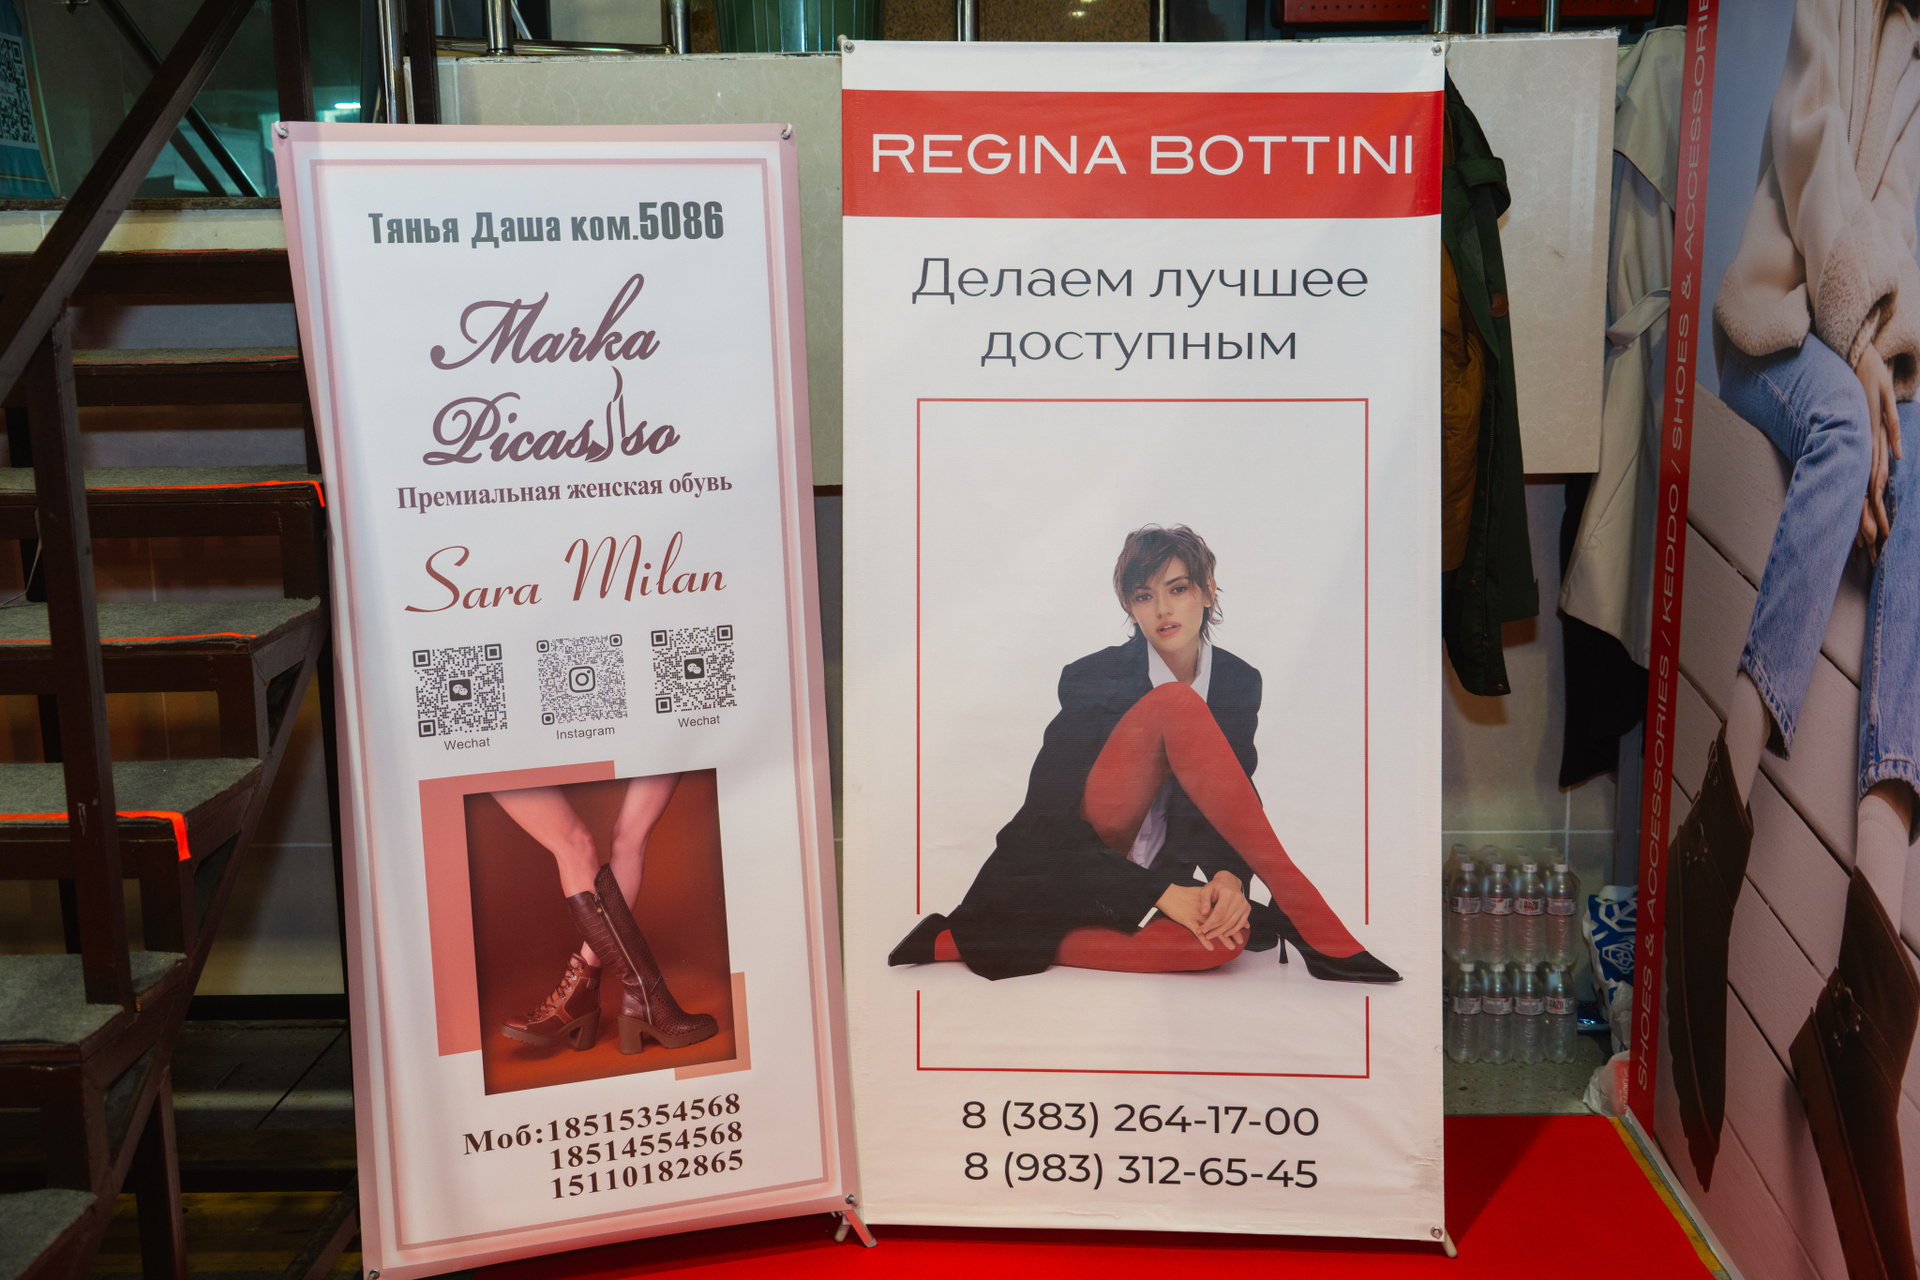 Тянья Даша ком.5086
Marka
Picasso
Премиальная женская обувь
Sara Milan
Wechat
Instagram
Wechat
Моб:18515354568
18514554568
15110182865
REGINA BOTTINI
Делаем лучшее
доступным
8 (383) 264-17-00
8 (983) 312-65-45
SHOES & ACCESSORIES / KEDDO / SHOES & ACCESSORIE